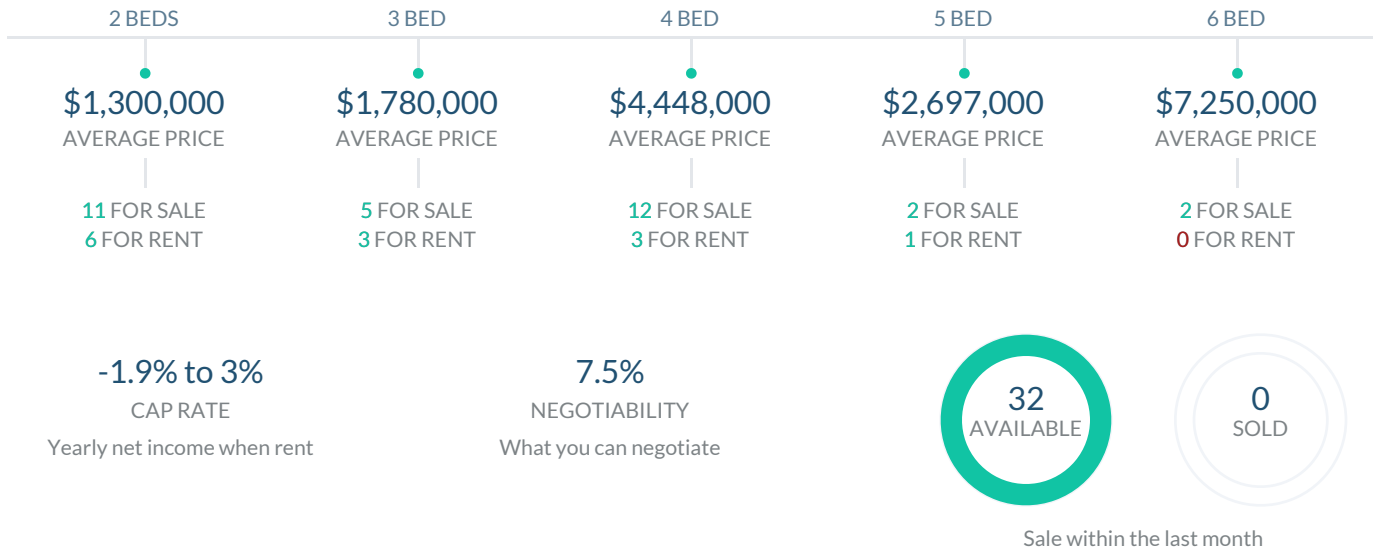 2 BEDS
3 BED
4 BED
5 BED
6 BED
$1,300,000
$1,780,000
$4,448,000
$2,697,000
$7,250,000
AVERAGE PRICE
AVERAGE PRICE
AVERAGE PRICE
AVERAGE PRICE
AVERAGE PRICE
11 FOR SALE
5 FOR SALE
12 FOR SALE
2 FOR SALE
2 FOR SALE
6 FOR RENT
3 FOR RENT
3 FOR RENT
1 FOR RENT
0 FOR RENT
-1.9% to 3%
CAP RATE
Yearly net income when rent
7.5%
NEGOTIABILITY
What you can negotiate
32
AVAILABLE
0
SOLD
Sale within the last month